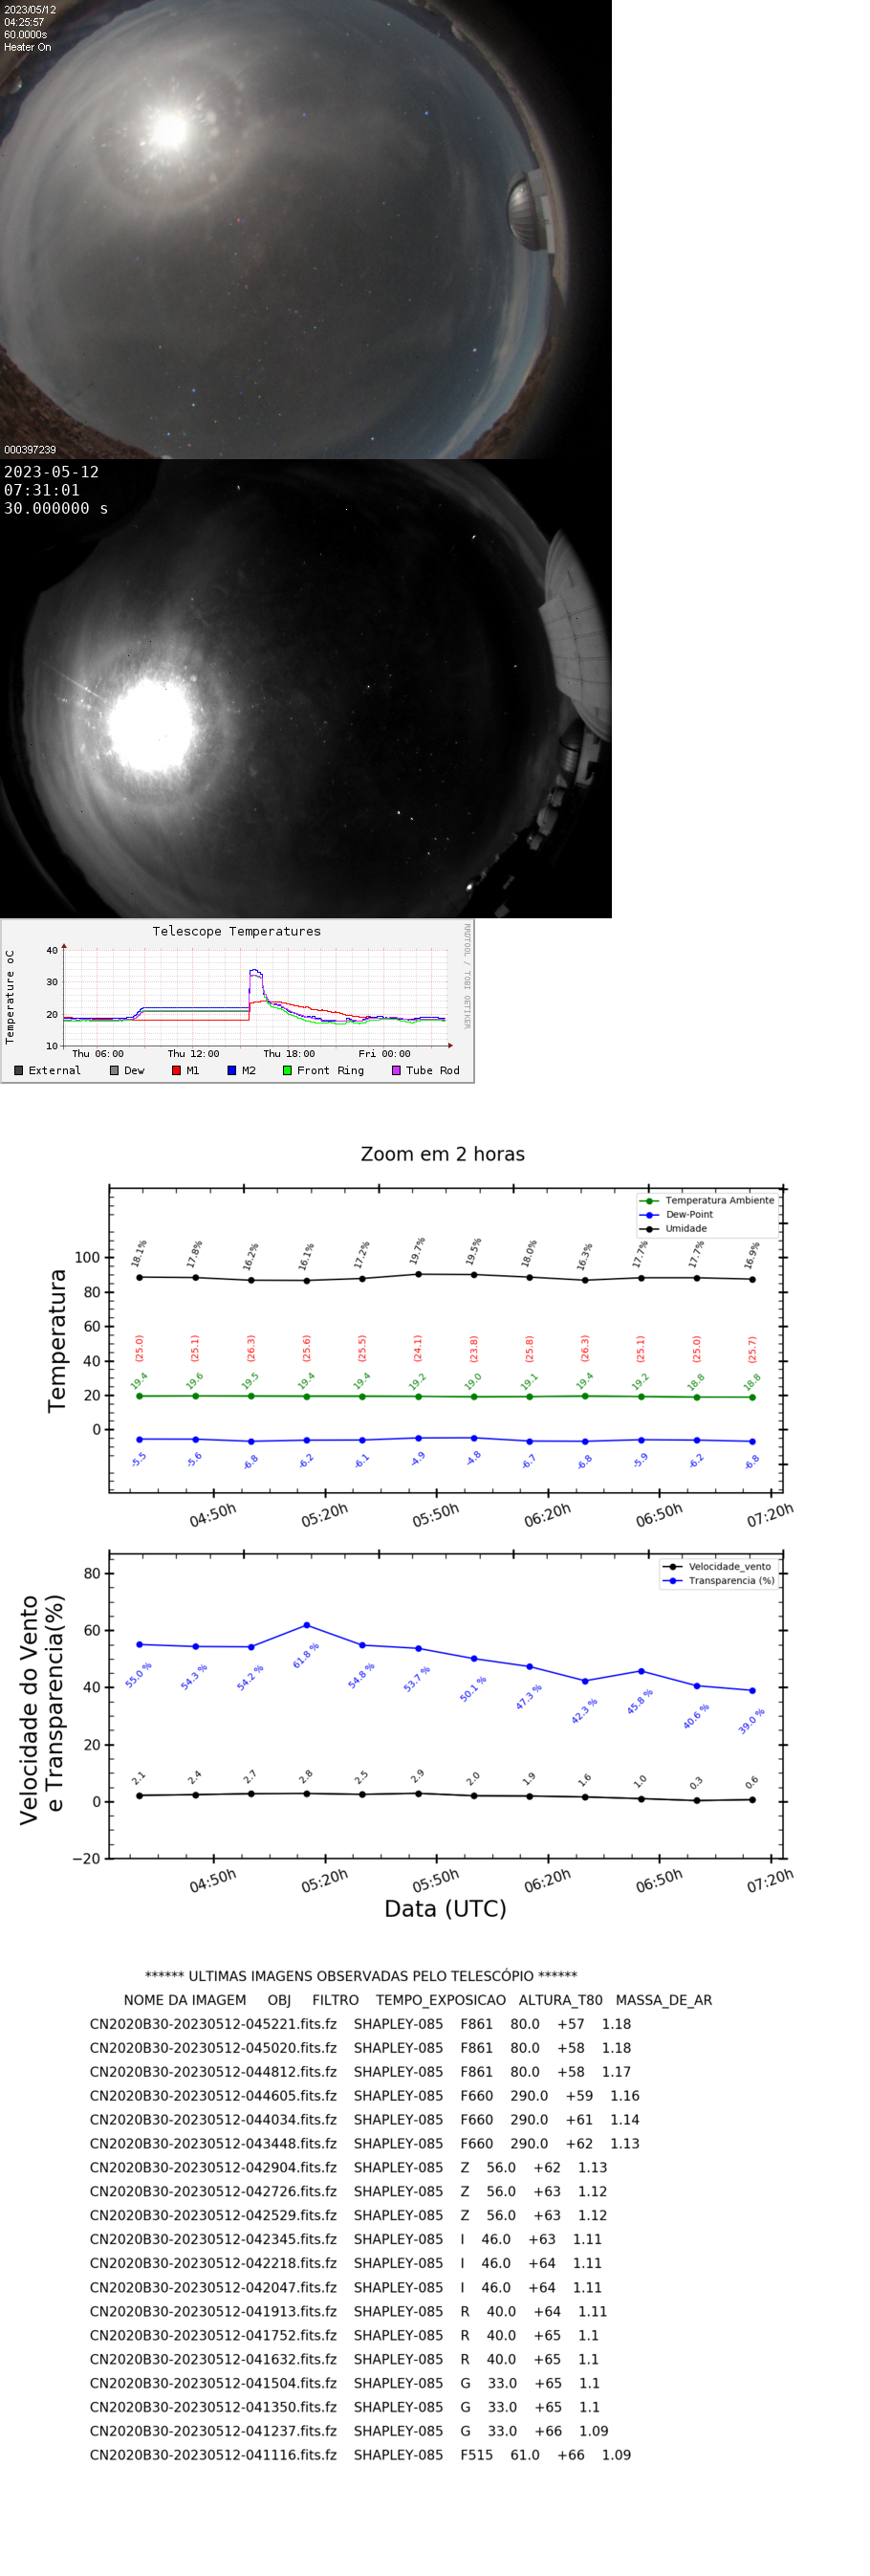 2023/05/12
04:25:57
60.0000s
Heater On
000397239
2023-05-12
07:31:01
30.000000 s
Telescope Temperatures
RRDTOOL / TOBI OETIKER
Temperature oC
40
30
20
10
Thu 06:00 Thu 12:00 Thu 18:00 Fri 00:00
External Dew M1 M2 Front Ring Tube Rod
Zoom em 2 horas
Temperatura Ambiente
Dew-Point
Umidade
Temperatura
100
80
60
40
20
0
18.1% 17.8% 16.2% 16.1% 17.2% 19.7% 19.5% 18.0% 16.3% 17.7% 17.7% 16.9%
(25.0) (25.1) (26.3) (25.6) (25.5) (24.1) (23.8) (25.8) (26.3) (25.1) (25.0) (25.7)
19.4 19.6 19.5 19.4 19.4 19.2 19.0 19.1 19.4 19.2 18.8 18.8
-5.5 -5.6 -6.8 -6.2 -6.1 -4.9 -4.8 -6.7 -6.8 -5.9 -6.2 -6.8
04:50h 05:20h 05:50h 06:20h 06:50h 07:20h
Velocidade_vento
Transparencia (%)
Velocidade do Vento
e Transparencia(%)
80
60
40
20
0
−20
55.0 % 54.3 % 54.2 % 61.8 % 54.8 % 53.7 % 50.1 % 47.3 % 42.3 % 45.8 % 40.6 % 39.0 %
2.1 2.4 2.7 2.8 2.5 2.9 2.0 1.9 1.6 1.0 0.3 0.6
04:50h 05:20h 05:50h 06:20h 06:50h 07:20h
Data (UTC)
****** ULTIMAS IMAGENS OBSERVADAS PELO TELESCÓPIO ******
NOME DA IMAGEM OBJ FILTRO TEMPO_EXPOSICAO ALTURA_T80 MASSA_DE_AR
CN2020B30-20230512-045221.fits.fz SHAPLEY-085 F861 80.0 +57 1.18
CN2020B30-20230512-045020.fits.fz SHAPLEY-085 F861 80.0 +58 1.18
CN2020B30-20230512-044812.fits.fz SHAPLEY-085 F861 80.0 +58 1.17
CN2020B30-20230512-044605.fits.fz SHAPLEY-085 F660 290.0 +59 1.16
CN2020B30-20230512-044034.fits.fz SHAPLEY-085 F660 290.0 +61 1.14
CN2020B30-20230512-043448.fits.fz SHAPLEY-085 F660 290.0 +62 1.13
CN2020B30-20230512-042904.fits.fz SHAPLEY-085 Z 56.0 +62 1.13
CN2020B30-20230512-042726.fits.fz SHAPLEY-085 Z 56.0 +63 1.12
CN2020B30-20230512-042529.fits.fz SHAPLEY-085 Z 56.0 +63 1.12
CN2020B30-20230512-042345.fits.fz SHAPLEY-085 I 46.0 +63 1.11
CN2020B30-20230512-042218.fits.fz SHAPLEY-085 I 46.0 +64 1.11
CN2020B30-20230512-042047.fits.fz SHAPLEY-085 I 46.0 +64 1.11
CN2020B30-20230512-041913.fits.fz SHAPLEY-085 R 40.0 +64 1.11
CN2020B30-20230512-041752.fits.fz SHAPLEY-085 R 40.0 +65 1.1
CN2020B30-20230512-041632.fits.fz SHAPLEY-085 R 40.0 +65 1.1
CN2020B30-20230512-041504.fits.fz SHAPLEY-085 G 33.0 +65 1.1
CN2020B30-20230512-041350.fits.fz SHAPLEY-085 G 33.0 +65 1.1
CN2020B30-20230512-041237.fits.fz SHAPLEY-085 G 33.0 +66 1.09
CN2020B30-20230512-041116.fits.fz SHAPLEY-085 F515 61.0 +66 1.09